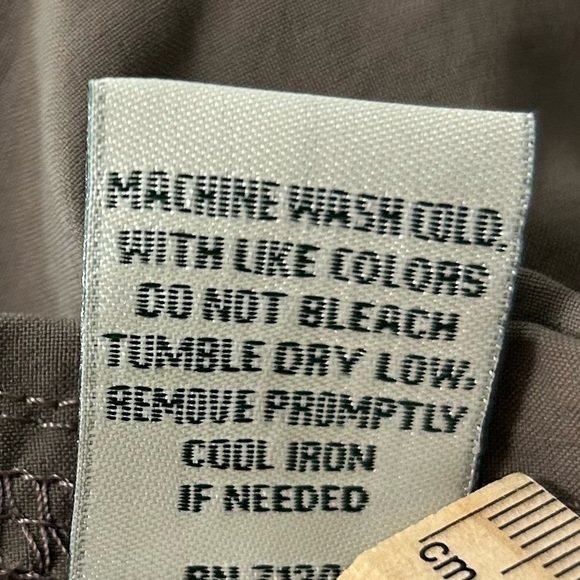 MACHINE WASH COLD.
WITH LIKE COLORS
DO NOT BLEACH
TUMBLE DRY LOW,
REMOVE PROMPTLY
COOL IRON
IF NEEDED
RN
cm